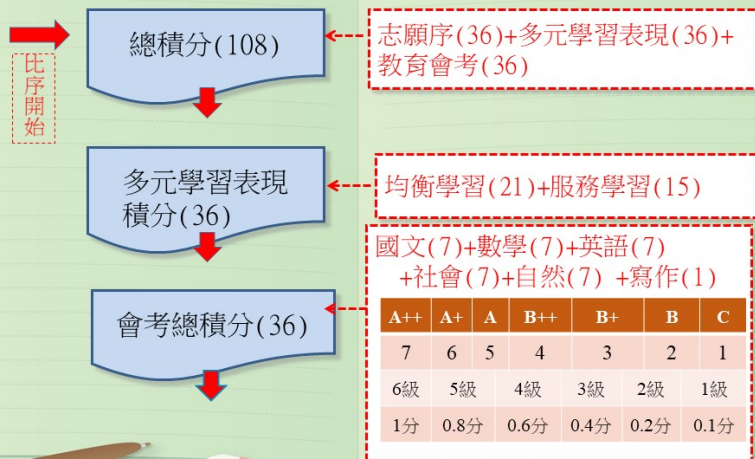 比序開始
總積分(108)
志願序(36)+多元學習表現(36)+
教育會考(36)
多元學習表現
積分(36)
均衡學習(21)+服務學習(15)
會考總積分(36)
國文(7)+數學(7)+英語(7)
+社會(7)+自然(7) +寫作(1)
A++ A+ A B++ B+ B C
7 6 5 4 3 2 1
6級 5級 4級 3級 2級 1級
1分 0.8分 0.6分 0.4分 0.2分 0.1分